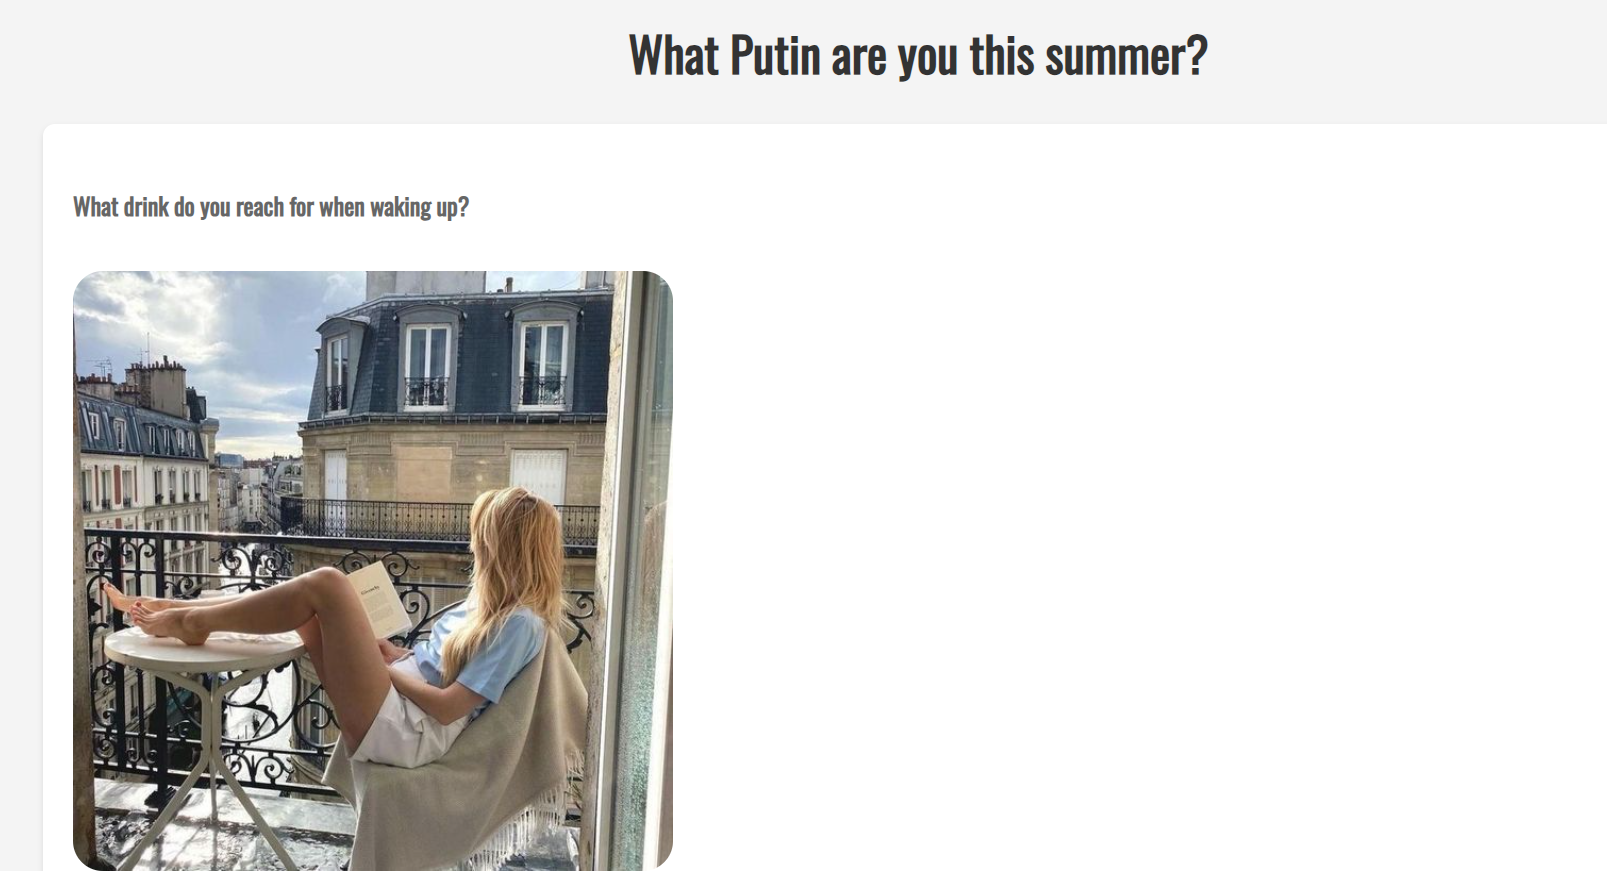 What Putin are you this summer?
What drink do you reach for when waking up?